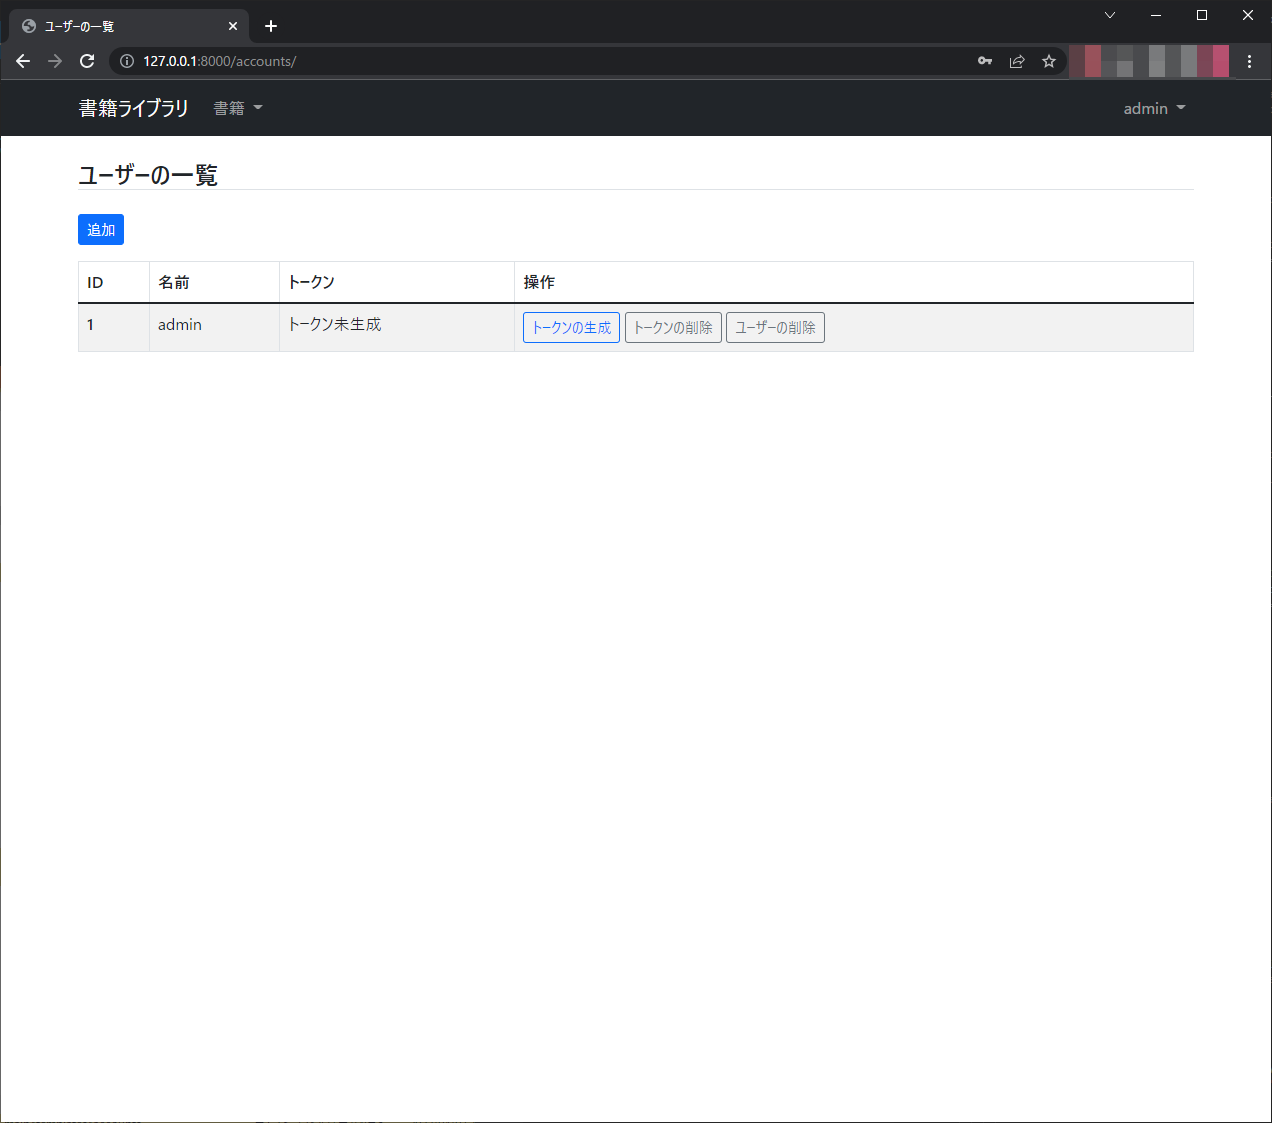 ユーザーの一覧
127.0.0.1:8000/accounts/
書籍ライブラリ 書籍 admin
ユーザーの一覧
追加
ID 名前 トークン 操作
1 admin トークン未生成 トークンの生成 トークンの削除 ユーザーの削除